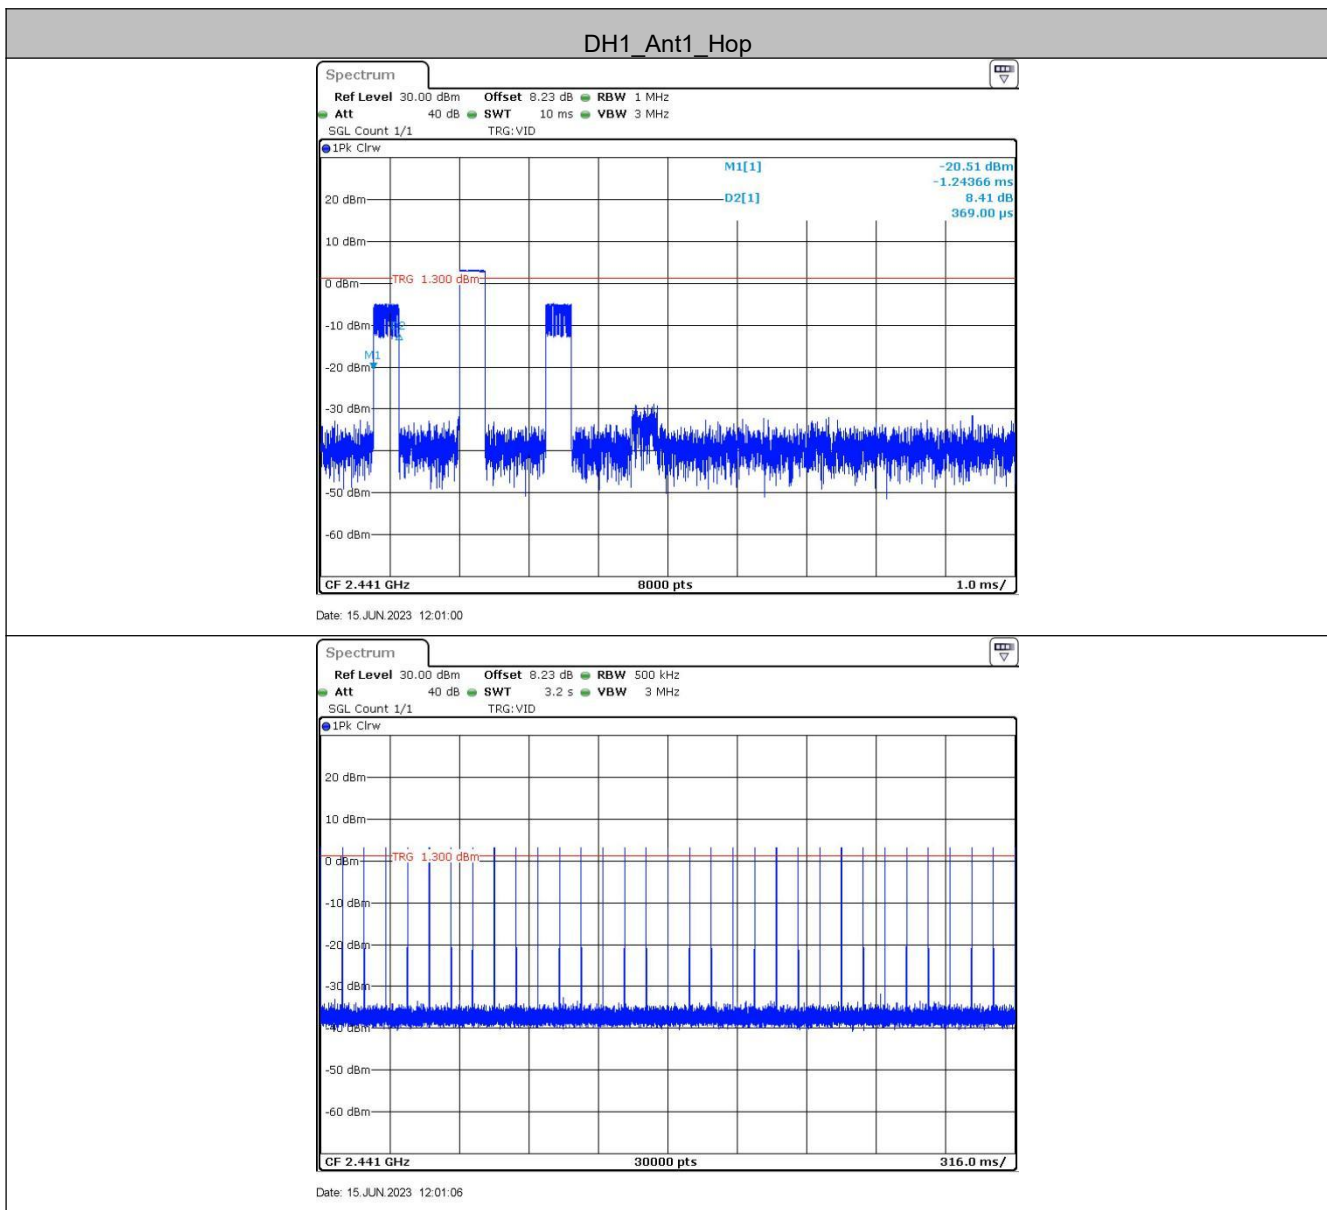 DH1_Ant1_Hop
Spectrum
Ref Level 30.00 dBm Offset 8.23 dB RBW 1 MHz
Att 40 dB SWT 10 ms VBW 3 MHz
SGL Count 1/1 TRG:VID
1Pk Clrw
M1[1] -20.51 dBm
-1.24366 ms
D2[1] 8.41 dB
369.00 µs
20 dBm
10 dBm
TRG 1.300 dBm
0 dBm
-10 dBm
M1
-20 dBm
-30 dBm
-50 dBm
-60 dBm
CF 2.441 GHz 8000 pts 1.0 ms/
Date: 15.JUN.2023 12:01:00
Spectrum
Ref Level 30.00 dBm Offset 8.23 dB RBW 500 kHz
Att 40 dB SWT 3.2 s VBW 3 MHz
SGL Count 1/1 TRG:VID
1Pk Clrw
20 dBm
10 dBm
TRG 1.300 dBm
0 dBm
-10 dBm
-20 dBm
-30 dBm
-40 dBm
-50 dBm
-60 dBm
CF 2.441 GHz 30000 pts 316.0 ms/
Date: 15.JUN.2023 12:01:06